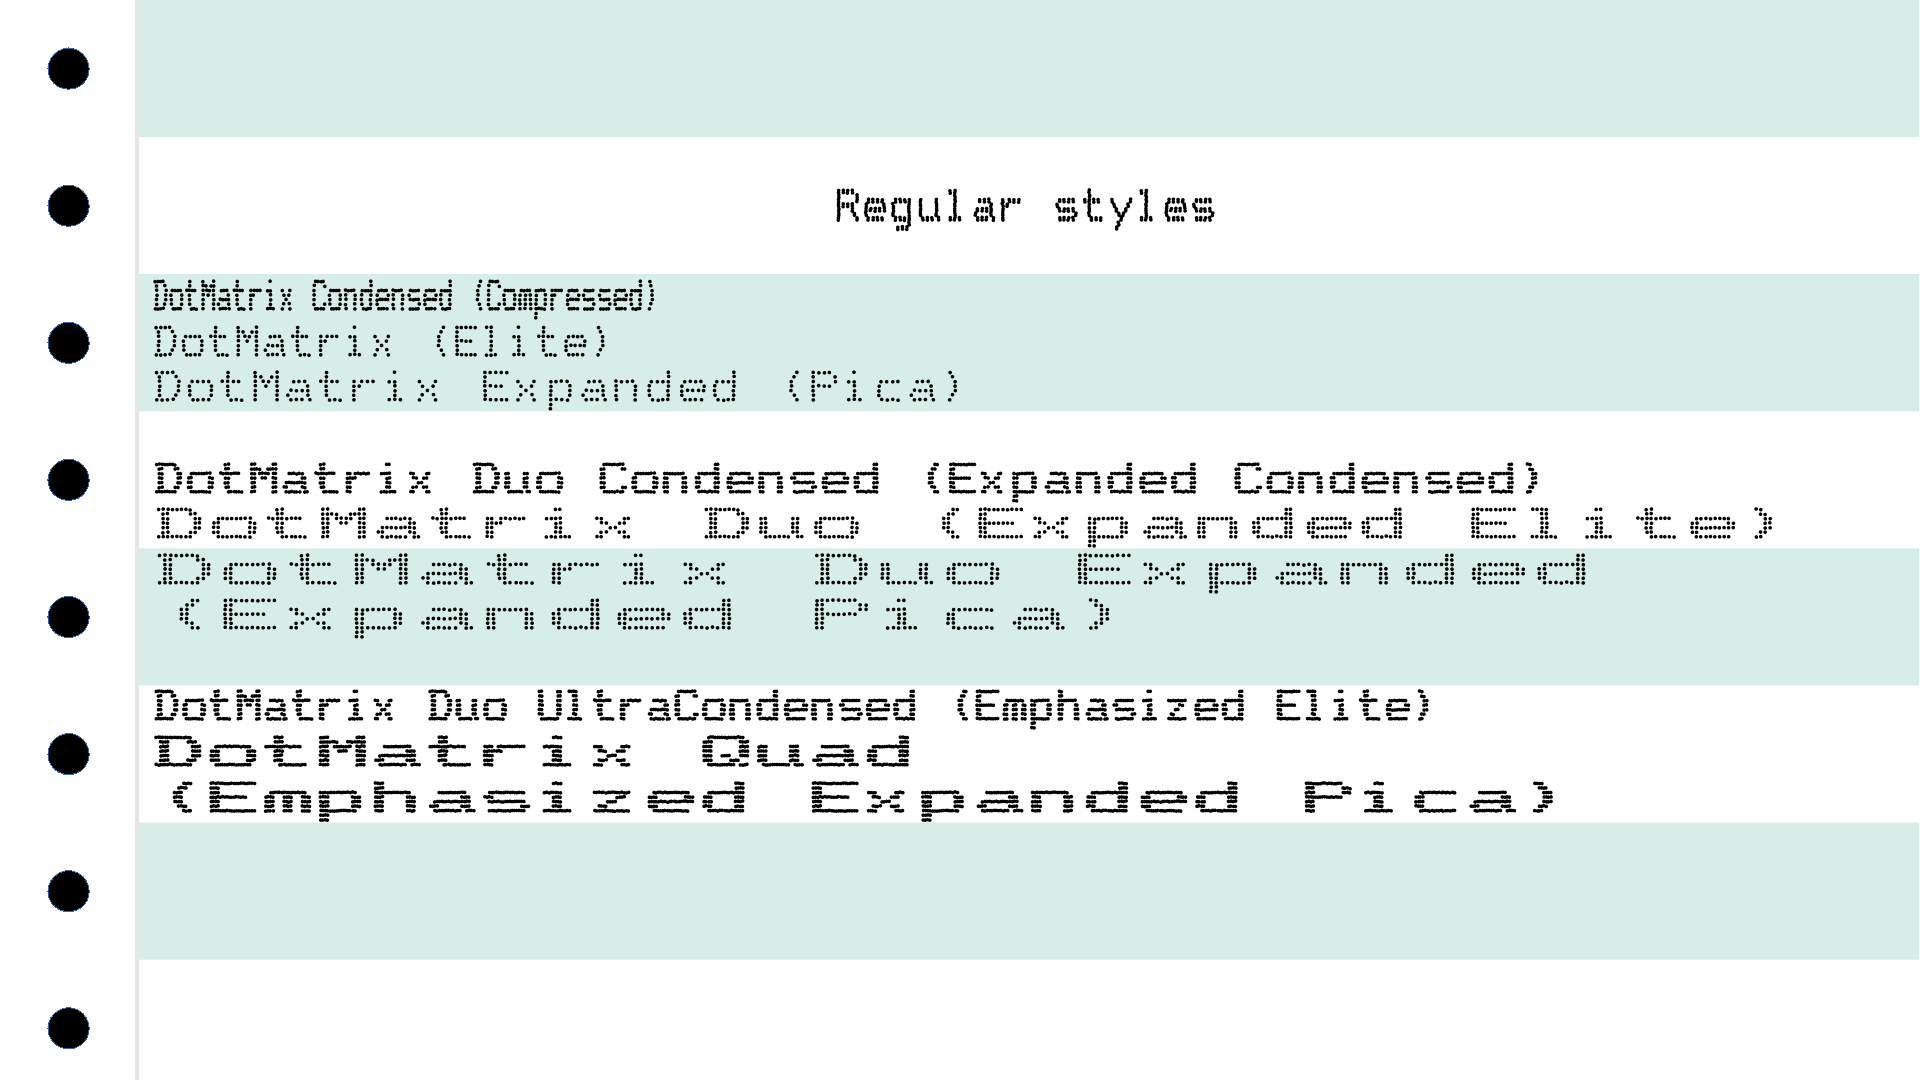 Regular styles
DotMatrix Condensed (Compressed)
DotMatrix (Elite)
DotMatrix Expanded (Pica)
DotMatrix Duo Condensed (Expanded Condensed)
DotMatrix Duo (Expanded Elite)
DotMatrix Duo Expanded
(Expanded Pica)
DotMatrix Duo UltraCondensed (Emphasized Elite)
DotMatrix Quad
(Emphasized Expanded Pica)